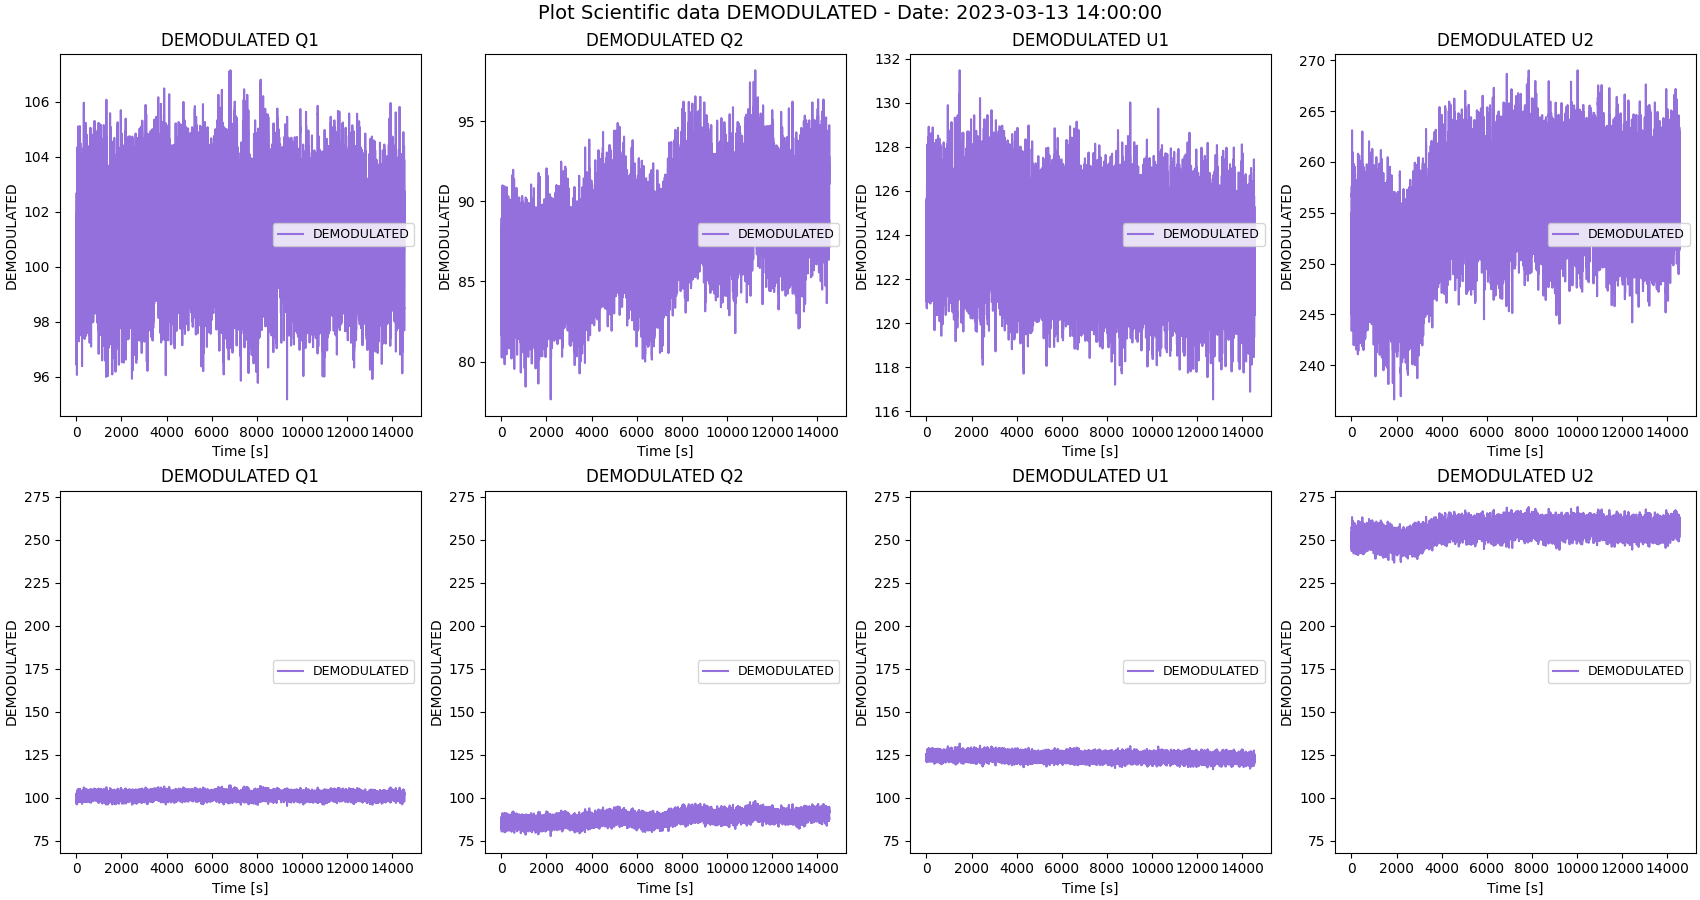 Plot Scientific data DEMODULATED - Date: 2023-03-13 14:00:00
DEMODULATED Q1
DEMODULATED
106
104
102
100
98
96
DEMODULATED
0 2000 4000 6000 8000 10000 12000 14000
Time [s]
DEMODULATED Q2
DEMODULATED
95
90
85
80
DEMODULATED
0 2000 4000 6000 8000 10000 12000 14000
Time [s]
DEMODULATED U1
DEMODULATED
132
130
128
126
124
122
120
118
116
DEMODULATED
0 2000 4000 6000 8000 10000 12000 14000
Time [s]
DEMODULATED U2
DEMODULATED
270
265
260
255
250
245
240
DEMODULATED
0 2000 4000 6000 8000 10000 12000 14000
Time [s]
DEMODULATED Q1
DEMODULATED
275
250
225
200
175
150
125
100
75
DEMODULATED
0 2000 4000 6000 8000 10000 12000 14000
Time [s]
DEMODULATED Q2
DEMODULATED
275
250
225
200
175
150
125
100
75
DEMODULATED
0 2000 4000 6000 8000 10000 12000 14000
Time [s]
DEMODULATED U1
DEMODULATED
275
250
225
200
175
150
125
100
75
DEMODULATED
0 2000 4000 6000 8000 10000 12000 14000
Time [s]
DEMODULATED U2
DEMODULATED
275
250
225
200
175
150
125
100
75
DEMODULATED
0 2000 4000 6000 8000 10000 12000 14000
Time [s]